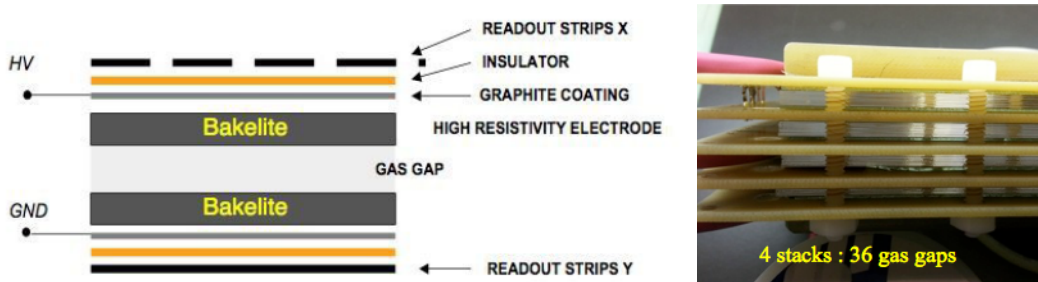 READOUT STRIPS X
HV
INSULATOR
GRAPHITE COATING
Bakelite
HIGH RESISTIVITY ELECTRODE
GAS GAP
Bakelite
GND
READOUT STRIPS Y
4 stacks : 36 gas gaps